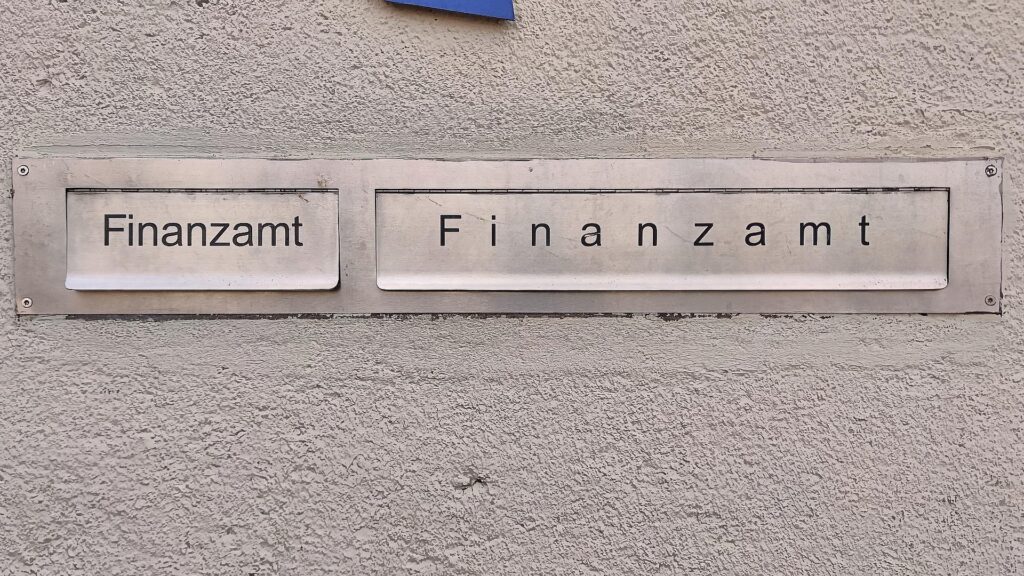 Finanzamt
F i n a n z a m t